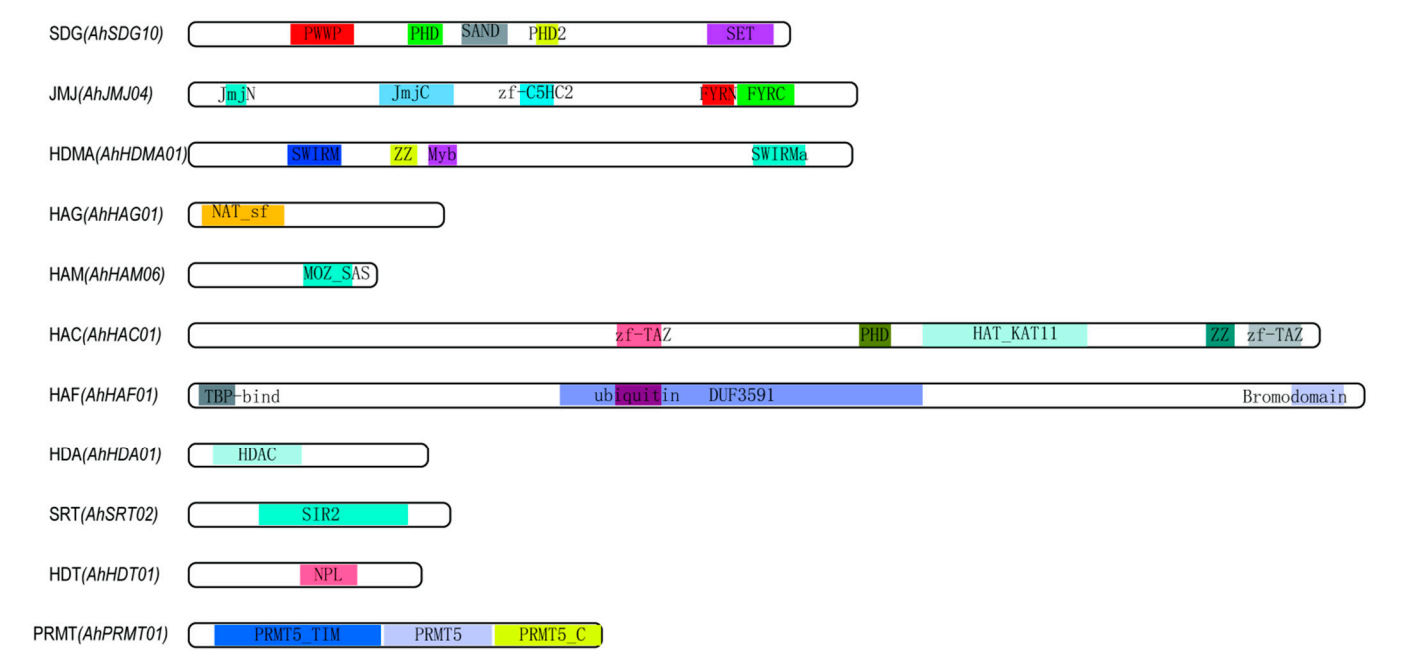 SDG(AhSDG10) PWWP PHD SAND PHD2 SET
JMJ(AhJMJ04) JmjN JmjC zf-C5HC2 FYRN FYRC
HDMA(AhHDMA01) SWIRM ZZ Myb SWIRMa
HAG(AhHAG01) NAT_sf
HAM(AhHAM06) MOZ_SAS
HAC(AhHAC01) zf-TAZ PHD HAT_KAT11 ZZ zf-TAZ
HAF(AhHAF01) TBP-bind ubiquitin DUF3591 Bromodomain
HDA(AhHDA01) HDAC
SRT(AhSRT02) SIR2
HDT(AhHDT01) NPL
PRMT(AhPRMT01) PRMT5_TIM PRMT5 PRMT5_C